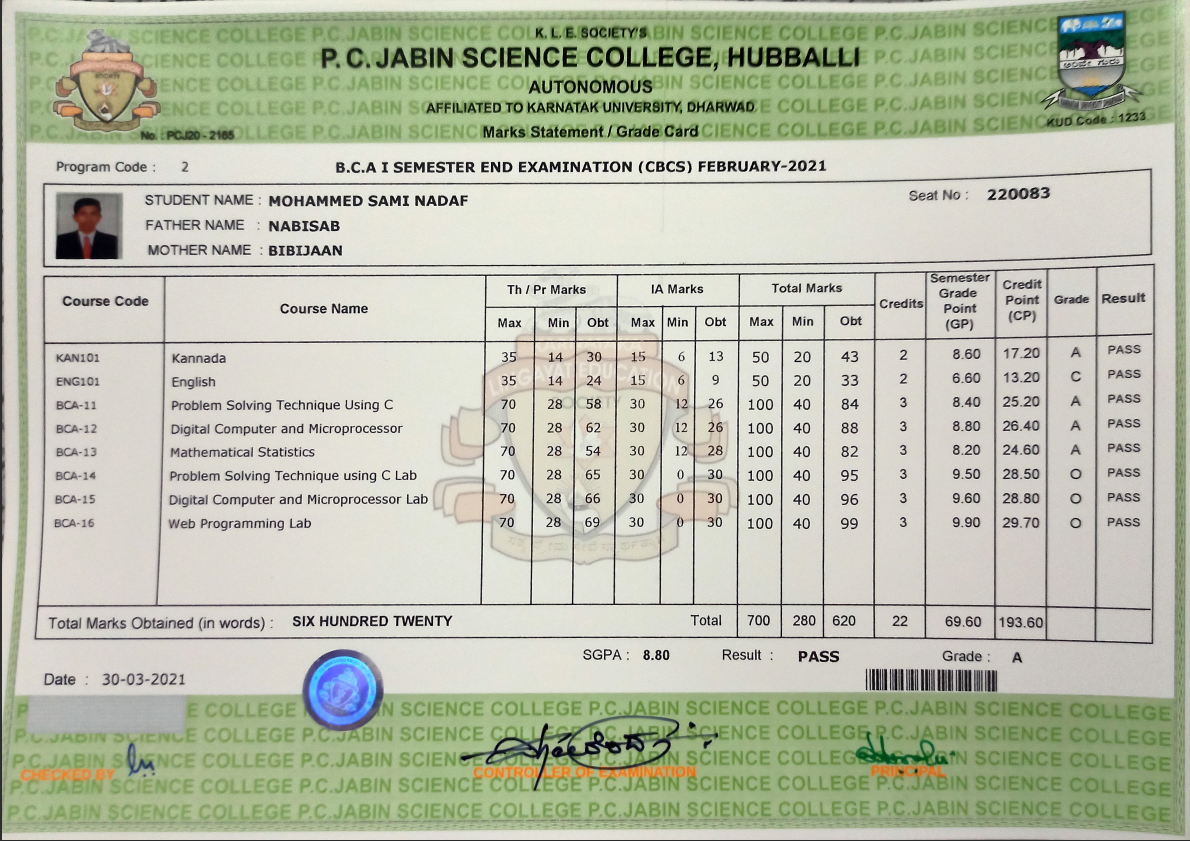 K. L. E. SOCIETY'S
P. C. JABIN SCIENCE COLLEGE, HUBBALLI
AUTONOMOUS
AFFILIATED TO KARNATAK UNIVERSITY, DHARWAD
No. : PCJ20 - 2165
Marks Statement / Grade Card
KUD Code : 1233
Program Code : 2
B.C.A I SEMESTER END EXAMINATION (CBCS) FEBRUARY-2021
STUDENT NAME : MOHAMMED SAMI NADAF
Seat No : 220083
FATHER NAME : NABISAB
MOTHER NAME : BIBIJAAN
Course Code Course Name Th / Pr Marks IA Marks Total Marks Credits Semester Grade Point (GP) Credit Point (CP) Grade Result
Max Min Obt Max Min Obt Max Min Obt
KAN101 Kannada 35 14 30 15 6 13 50 20 43 2 8.60 17.20 A PASS
ENG101 English 35 14 24 15 6 9 50 20 33 2 6.60 13.20 C PASS
BCA-11 Problem Solving Technique Using C 70 28 58 30 12 26 100 40 84 3 8.40 25.20 A PASS
BCA-12 Digital Computer and Microprocessor 70 28 62 30 12 26 100 40 88 3 8.80 26.40 A PASS
BCA-13 Mathematical Statistics 70 28 54 30 12 28 100 40 82 3 8.20 24.60 A PASS
BCA-14 Problem Solving Technique using C Lab 70 28 65 30 0 30 100 40 95 3 9.50 28.50 O PASS
BCA-15 Digital Computer and Microprocessor Lab 70 28 66 30 0 30 100 40 96 3 9.60 28.80 O PASS
BCA-16 Web Programming Lab 70 28 69 30 0 30 100 40 99 3 9.90 29.70 O PASS
Total Marks Obtained (in words) : SIX HUNDRED TWENTY Total 700 280 620 22 69.60 193.60
SGPA : 8.80 Result : PASS Grade : A
Date : 30-03-2021
CHECKED BY
CONTROLLER OF EXAMINATION
PRINCIPAL